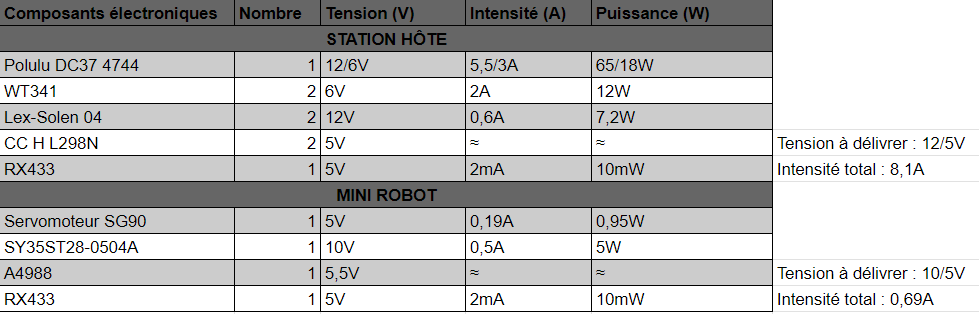 Composants électroniques Nombre Tension (V) Intensité (A) Puissance (W)
STATION HÔTE
Polulu DC37 4744 1 12/6V 5,5/3A 65/18W
WT341 2 6V 2A 12W
Lex-Solen 04 2 12V 0,6A 7,2W
CC H L298N 2 5V ≈ ≈ Tension à délivrer : 12/5V
RX433 1 5V 2mA 10mW Intensité total : 8,1A
MINI ROBOT
Servomoteur SG90 1 5V 0,19A 0,95W
SY35ST28-0504A 1 10V 0,5A 5W
A4988 1 5,5V ≈ ≈ Tension à délivrer : 10/5V
RX433 1 5V 2mA 10mW Intensité total : 0,69A